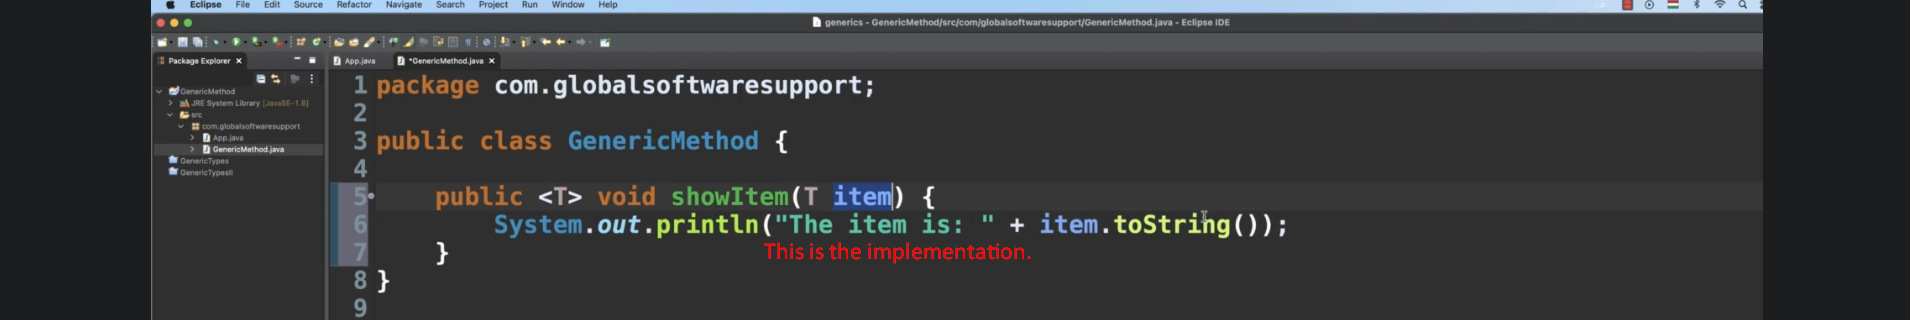 Eclipse File Edit Source Refactor Navigate Search Project Run Window Help
generics - GenericMethod/src/com/globalsoftwaresupport/GenericMethod.java - Eclipse IDE
Package Explorer
App.java *GenericMethod.java
GenericMethod
JRE System Library [JavaSE-1.8]
src
com.globalsoftwaresupport
App.java
GenericMethod.java
GenericTypes
GenericTypesII
1 package com.globalsoftwaresupport;
2
3 public class GenericMethod {
4
5 public <T> void showItem(T item) {
6 System.out.println("The item is: " + item.toString());
7 }
This is the implementation.
8 }
9